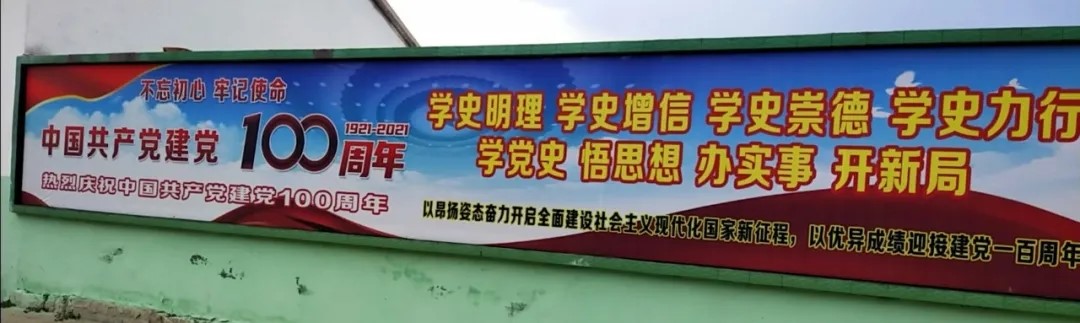 不忘初心 牢记使命
中国共产党建党 100 1921-2021 周年
热烈庆祝中国共产党建党100周年
学史明理 学史增信 学史崇德 学史力行
学党史 悟思想 办实事 开新局
以昂扬姿态奋力开启全面建设社会主义现代化国家新征程，以优异成绩迎接建党一百周年